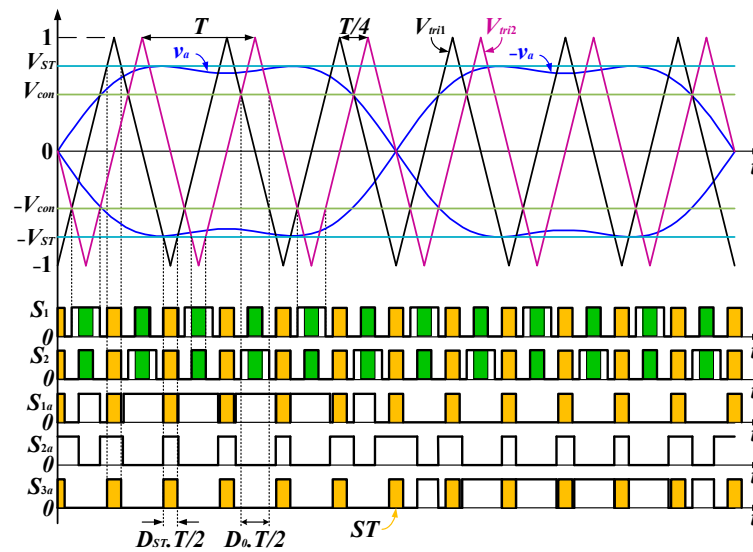 1
T
T/4
V_tri1
V_tri2
V_ST
v_a
-v_a
V_con
0
t
-V_con
-V_ST
-1
S_1
0
t
S_2
0
t
S_1a
0
t
S_2a
0
t
S_3a
0
D_ST.T/2
D_0.T/2
ST